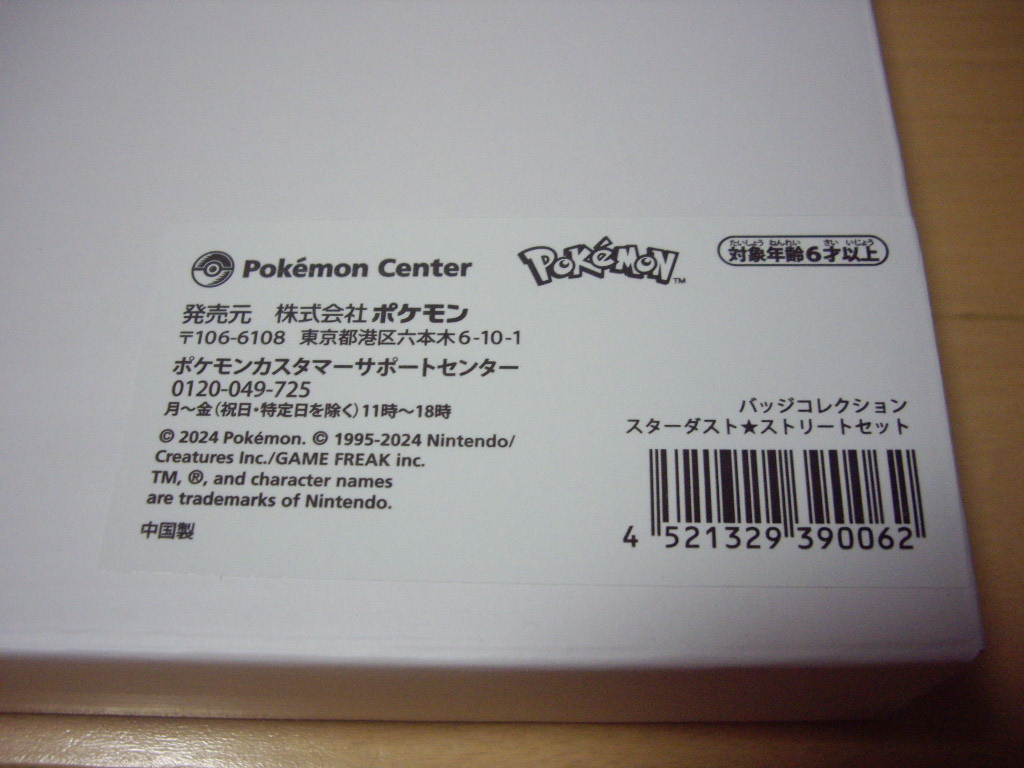 Pokémon Center
POKéMON™
たいしょう ねんれい さい いじょう
対象年齢6才以上
発売元 株式会社ポケモン
〒106-6108 東京都港区六本木6-10-1
ポケモンカスタマーサポートセンター
0120-049-725
月～金(祝日・特定日を除く)11時～18時
© 2024 Pokémon. © 1995-2024 Nintendo/
Creatures Inc./GAME FREAK inc.
TM, ®, and character names
are trademarks of Nintendo.
中国製
バッジコレクション
スターダスト★ストリートセット
4 521329 390062